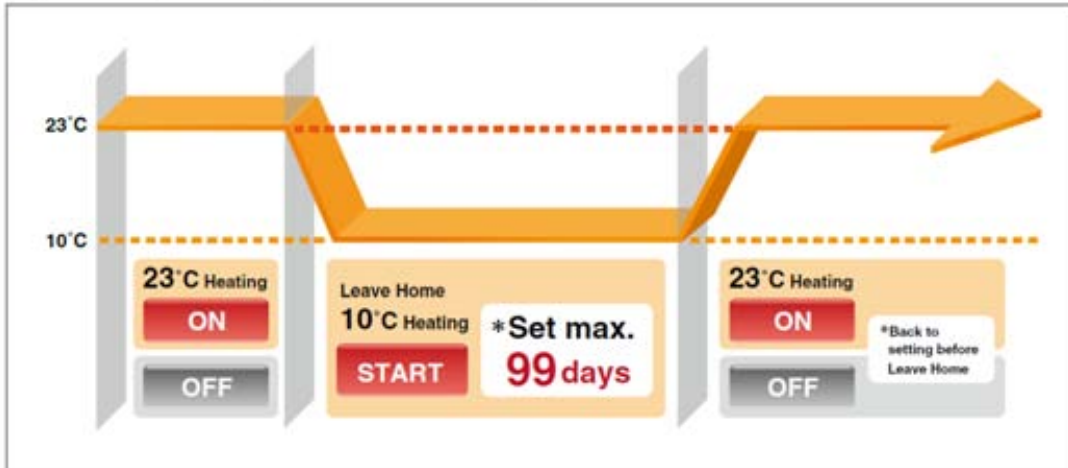 23°C
10°C
23°C Heating
ON
OFF
Leave Home
10°C Heating
START
*Set max.
99 days
23°C Heating
ON
OFF
*Back to
setting before
Leave Home